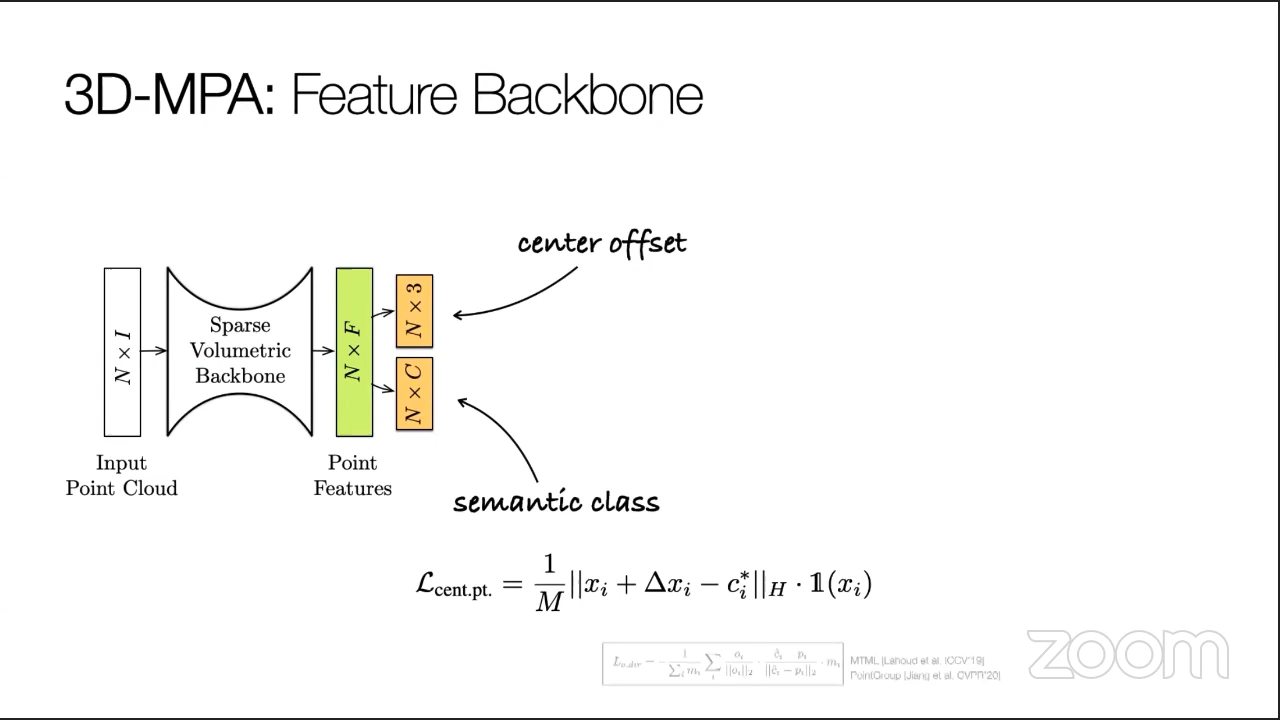 3D-MPA: Feature Backbone
center offset
N × I
Sparse
Volumetric
Backbone
N × F
N × 3
N × C
Input
Point Cloud
Point
Features
semantic class
ℒcent.pt. = 1/M ||xᵢ + Δxᵢ − cᵢ*||_H · 𝟙(xᵢ)
MTML [Lahoud et al. ICCV'19]
PointGroup [Jiang et al. CVPR'20]
zoom